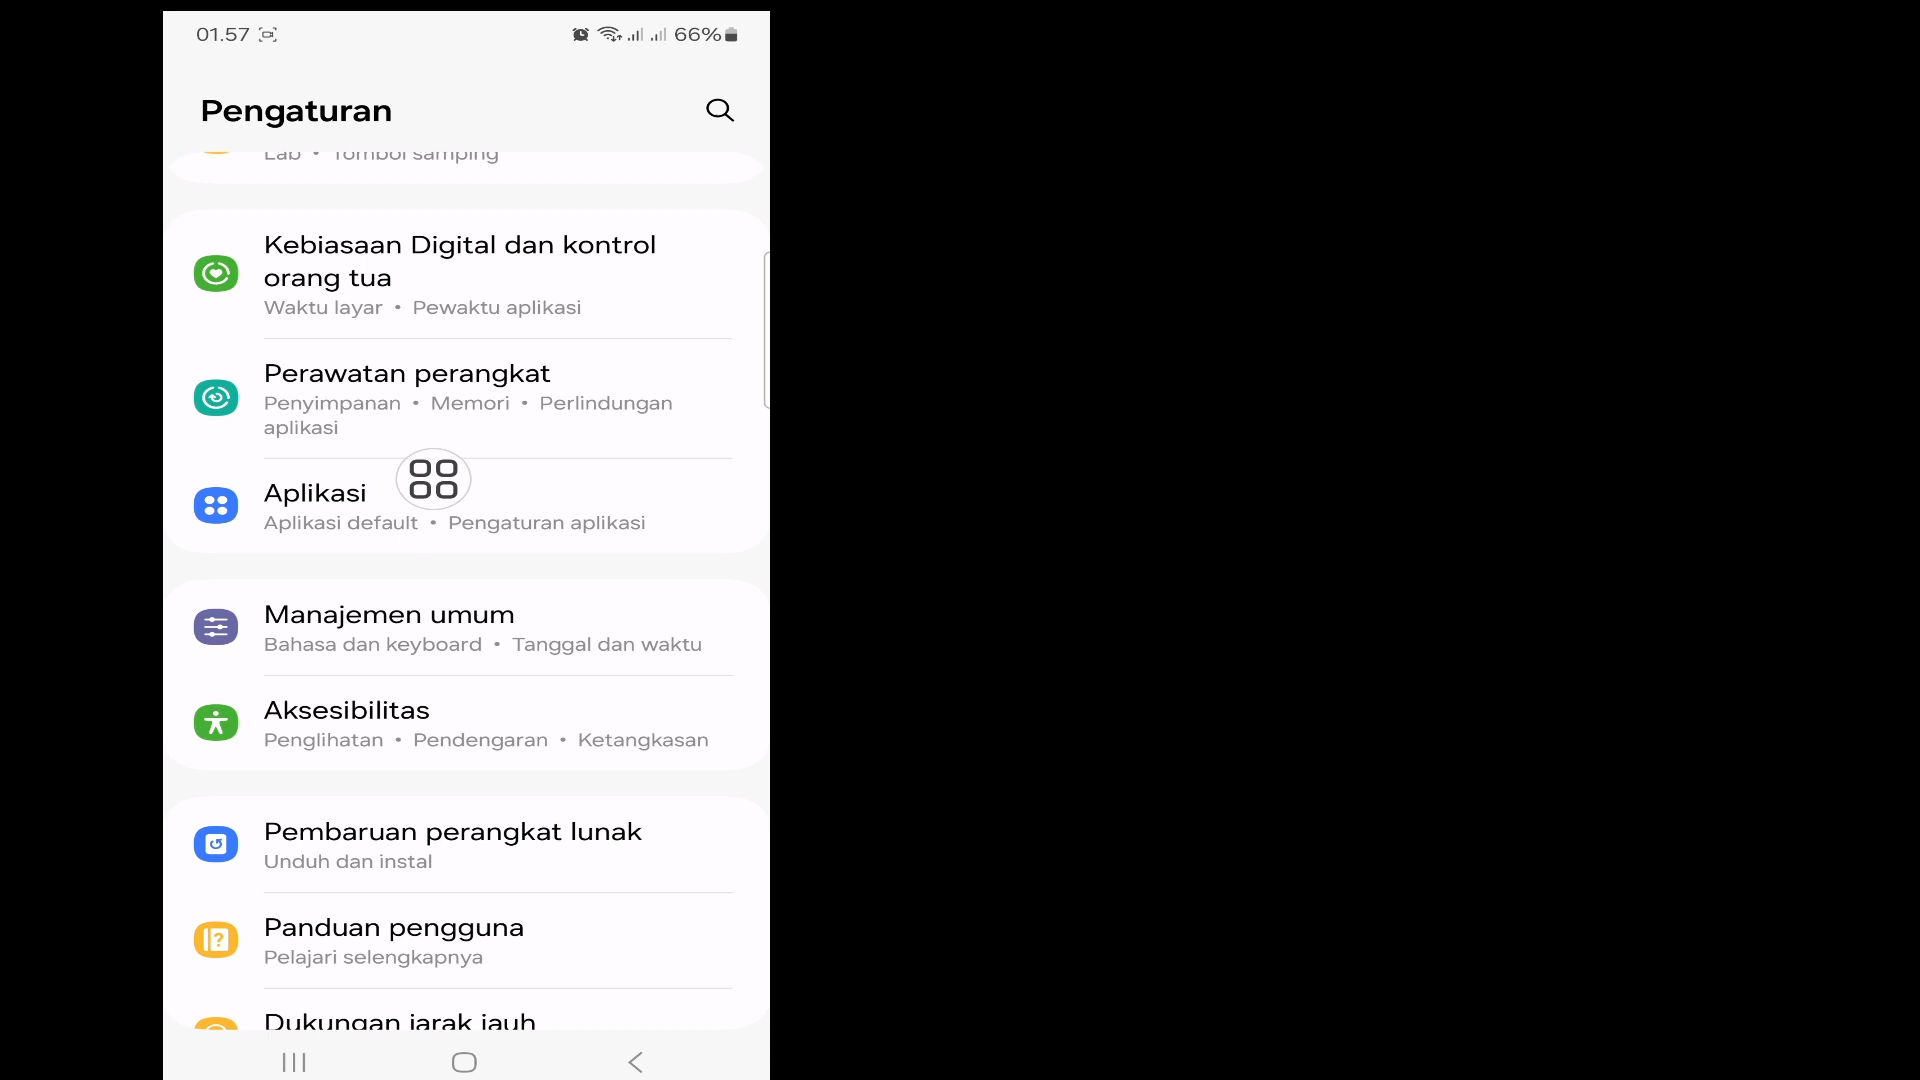 01.57
66%
Pengaturan
Lab • Tombol samping
Kebiasaan Digital dan kontrol
orang tua
Waktu layar • Pewaktu aplikasi
Perawatan perangkat
Penyimpanan • Memori • Perlindungan
aplikasi
Aplikasi
Aplikasi default • Pengaturan aplikasi
Manajemen umum
Bahasa dan keyboard • Tanggal dan waktu
Aksesibilitas
Penglihatan • Pendengaran • Ketangkasan
Pembaruan perangkat lunak
Unduh dan instal
Panduan pengguna
Pelajari selengkapnya
Dukungan jarak jauh